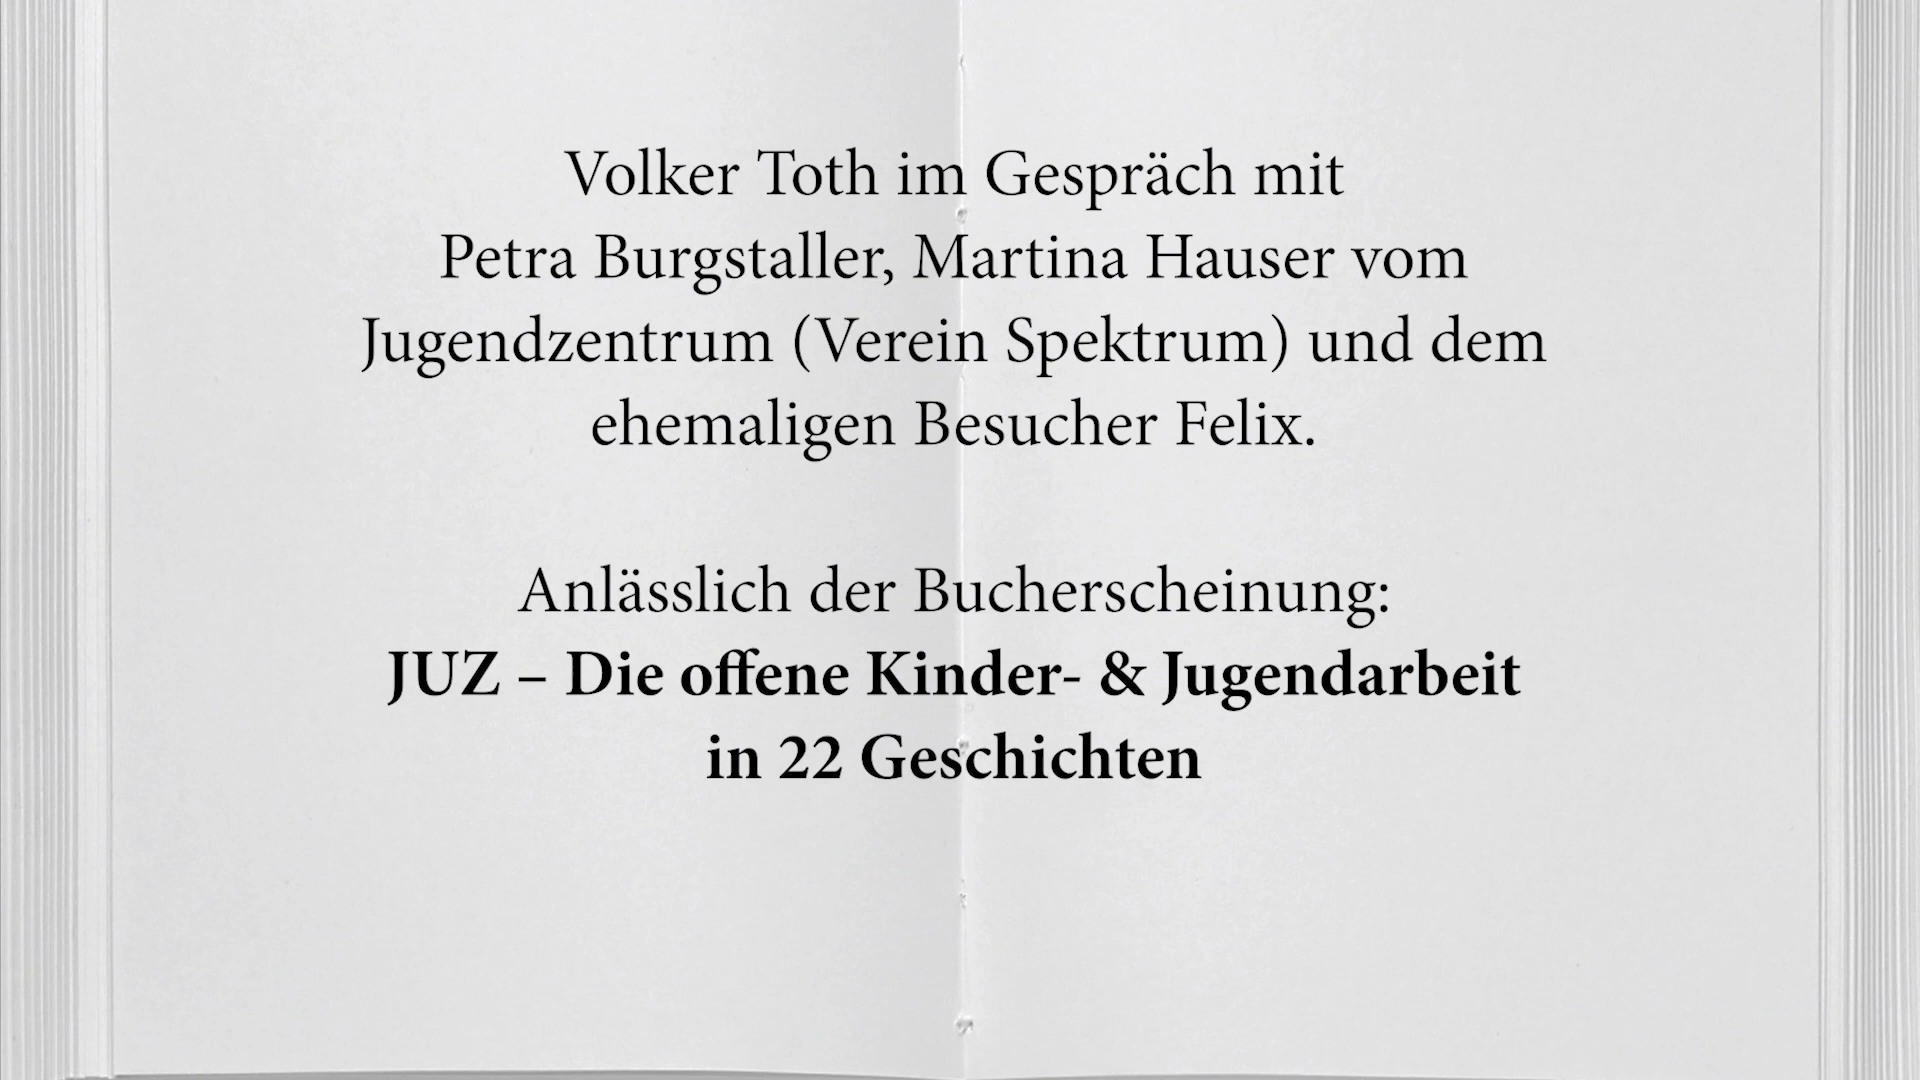 Volker Toth im Gespräch mit
Petra Burgstaller, Martina Hauser vom
Jugendzentrum (Verein Spektrum) und dem
ehemaligen Besucher Felix.
Anlässlich der Bucherscheinung:
JUZ – Die offene Kinder- & Jugendarbeit
in 22 Geschichten